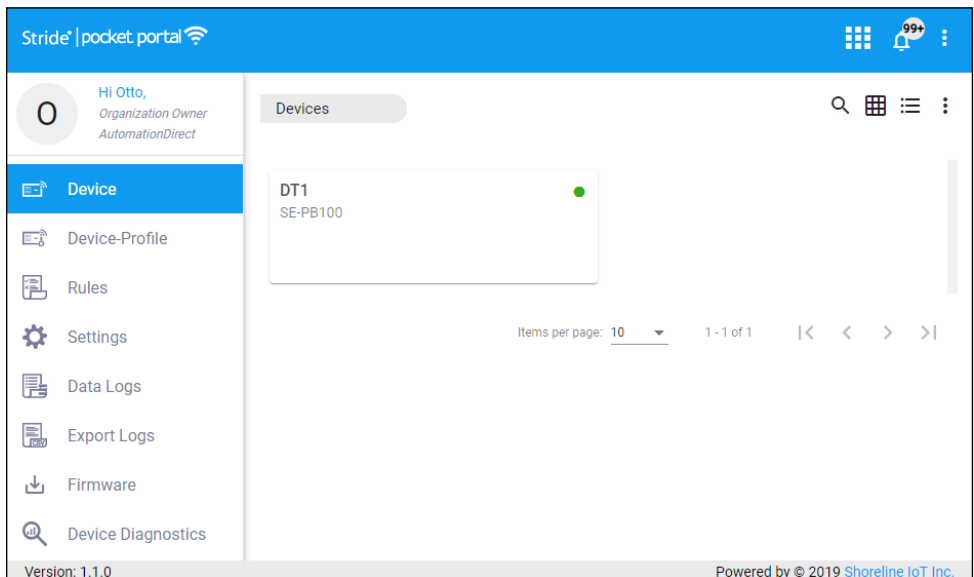 Stride® | pocket portal
99+
O
Hi Otto,
Organization Owner
AutomationDirect
Devices
Device
DT1
SE-PB100
Device-Profile
Rules
Settings
Items per page: 10
1 - 1 of 1
Data Logs
Export Logs
CSV
Firmware
Device Diagnostics
Version: 1.1.0
Powered by © 2019 Shoreline IoT Inc.